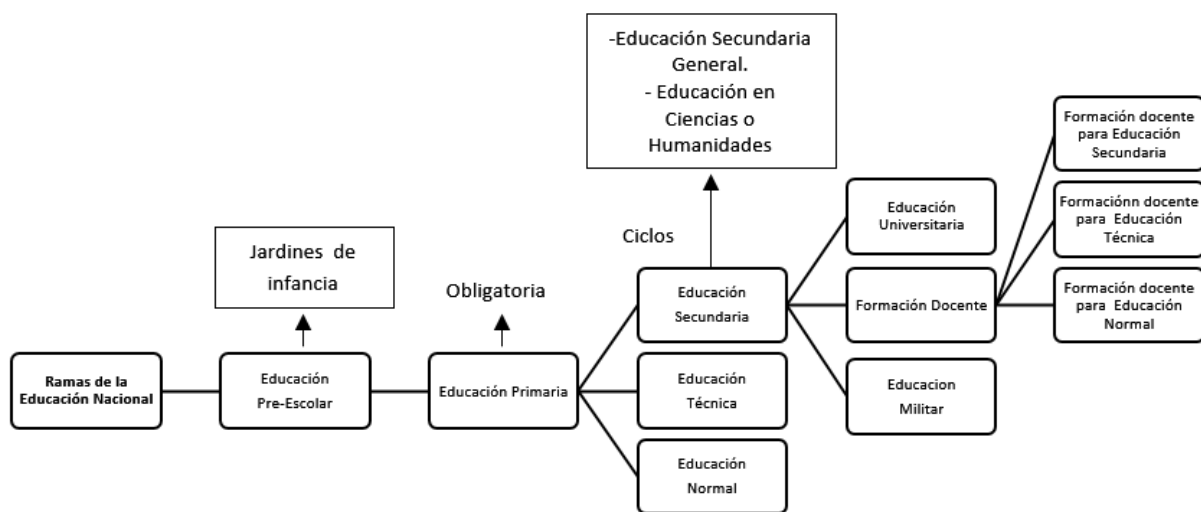 Ramas de la
Educación Nacional
Jardines de
infancia
Educación
Pre-Escolar
Obligatoria
Educación Primaria
-Educación Secundaria
General.
- Educación en
Ciencias o
Humanidades
Ciclos
Educación
Secundaria
Educación
Técnica
Educación
Normal
Educación
Universitaria
Formación Docente
Educacion
Militar
Formación docente
para Educación
Secundaria
Formaciónn docente
para Educación
Técnica
Formación docente
para Educación
Normal